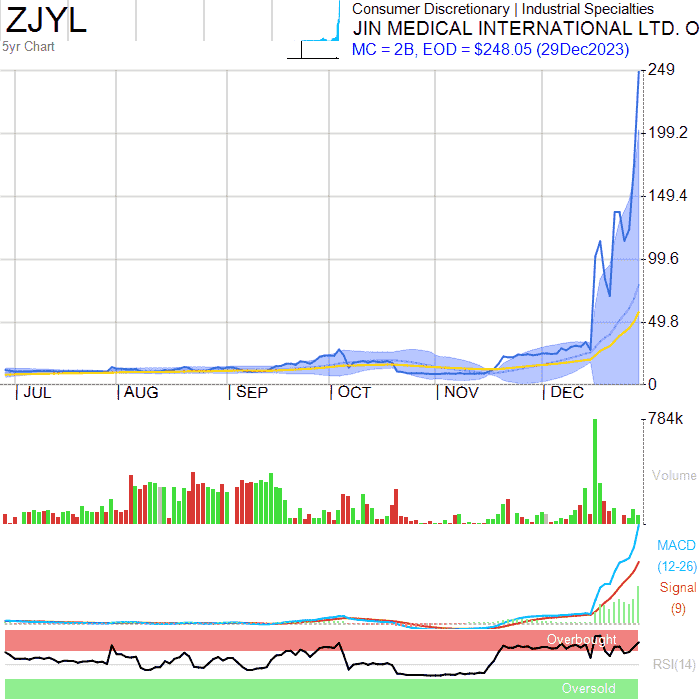 ZJYL
5yr Chart
Consumer Discretionary | Industrial Specialties
JIN MEDICAL INTERNATIONAL LTD. O
MC = 2B, EOD = $248.05 (29Dec2023)
249
199.2
149.4
99.6
49.8
0
JUL AUG SEP OCT NOV DEC
784k
Volume
MACD
(12-26)
Signal
(9)
Overbought
RSI(14)
Oversold